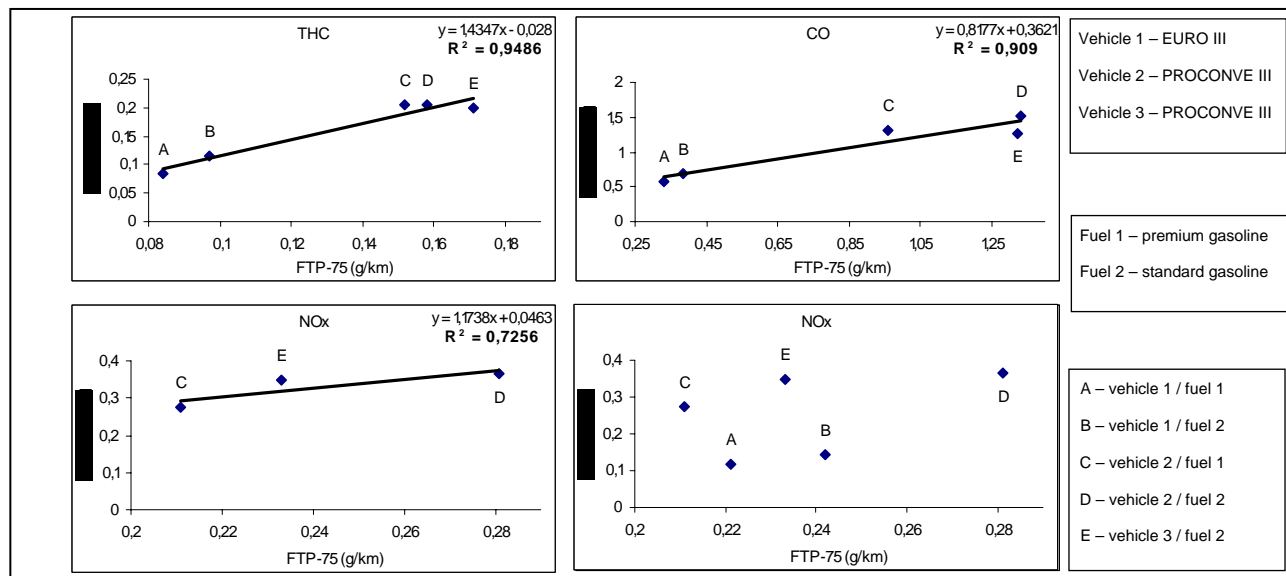 THC
y = 1,4347x - 0,028
R² = 0,9486
0,25
0,2
0,15
0,1
0,05
0
A
B
C
D
E
0,08
0,1
0,12
0,14
0,16
0,18
FTP-75 (g/km)
CO
y = 0,8177x + 0,3621
R² = 0,909
2
1,5
1
0,5
0
A
B
C
D
E
0,25
0,45
0,65
0,85
1,05
1,25
FTP-75 (g/km)
Vehicle 1 – EURO III
Vehicle 2 – PROCONVE III
Vehicle 3 – PROCONVE III
Fuel 1 – premium gasoline
Fuel 2 – standard gasoline
NOx
y = 1,1738x + 0,0463
R² = 0,7256
0,4
0,3
0,2
0,1
0
C
E
D
0,2
0,22
0,24
0,26
0,28
FTP-75 (g/km)
NOx
0,4
0,3
0,2
0,1
0
C
A
E
B
D
0,2
0,22
0,24
0,26
0,28
FTP-75 (g/km)
A – vehicle 1 / fuel 1
B – vehicle 1 / fuel 2
C – vehicle 2 / fuel 1
D – vehicle 2 / fuel 2
E – vehicle 3 / fuel 2